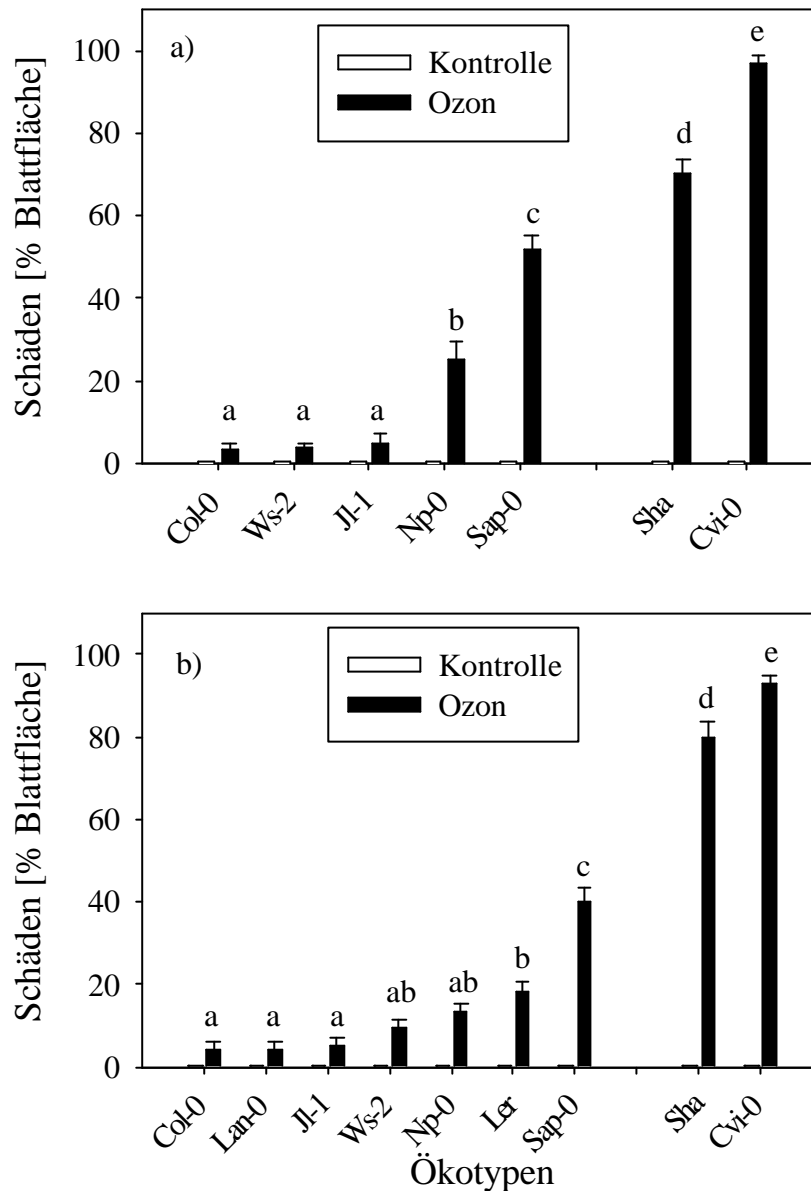 a)
Kontrolle
Ozon
Schäden [% Blattfläche]
100
80
60
40
20
0
a
a
a
b
c
d
e
Col-0
Ws-2
Jl-1
Np-0
Sap-0
Sha
Cvi-0
b)
Kontrolle
Ozon
Schäden [% Blattfläche]
100
80
60
40
20
0
a
a
a
ab
ab
b
c
d
e
Col-0
Lan-0
Jl-1
Ws-2
Np-0
Ler
Sap-0
Sha
Cvi-0
Ökotypen